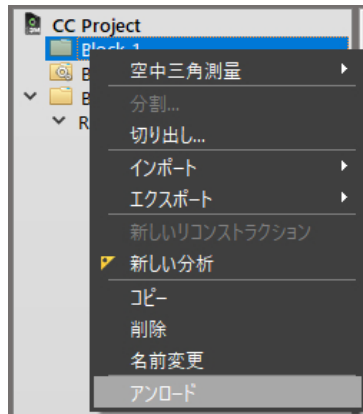 CC Project
Block_1
B
B
R
空中三角測量
分割...
切り出し...
インポート
エクスポート
新しいリコンストラクション
新しい分析
コピー
削除
名前変更
アンロード